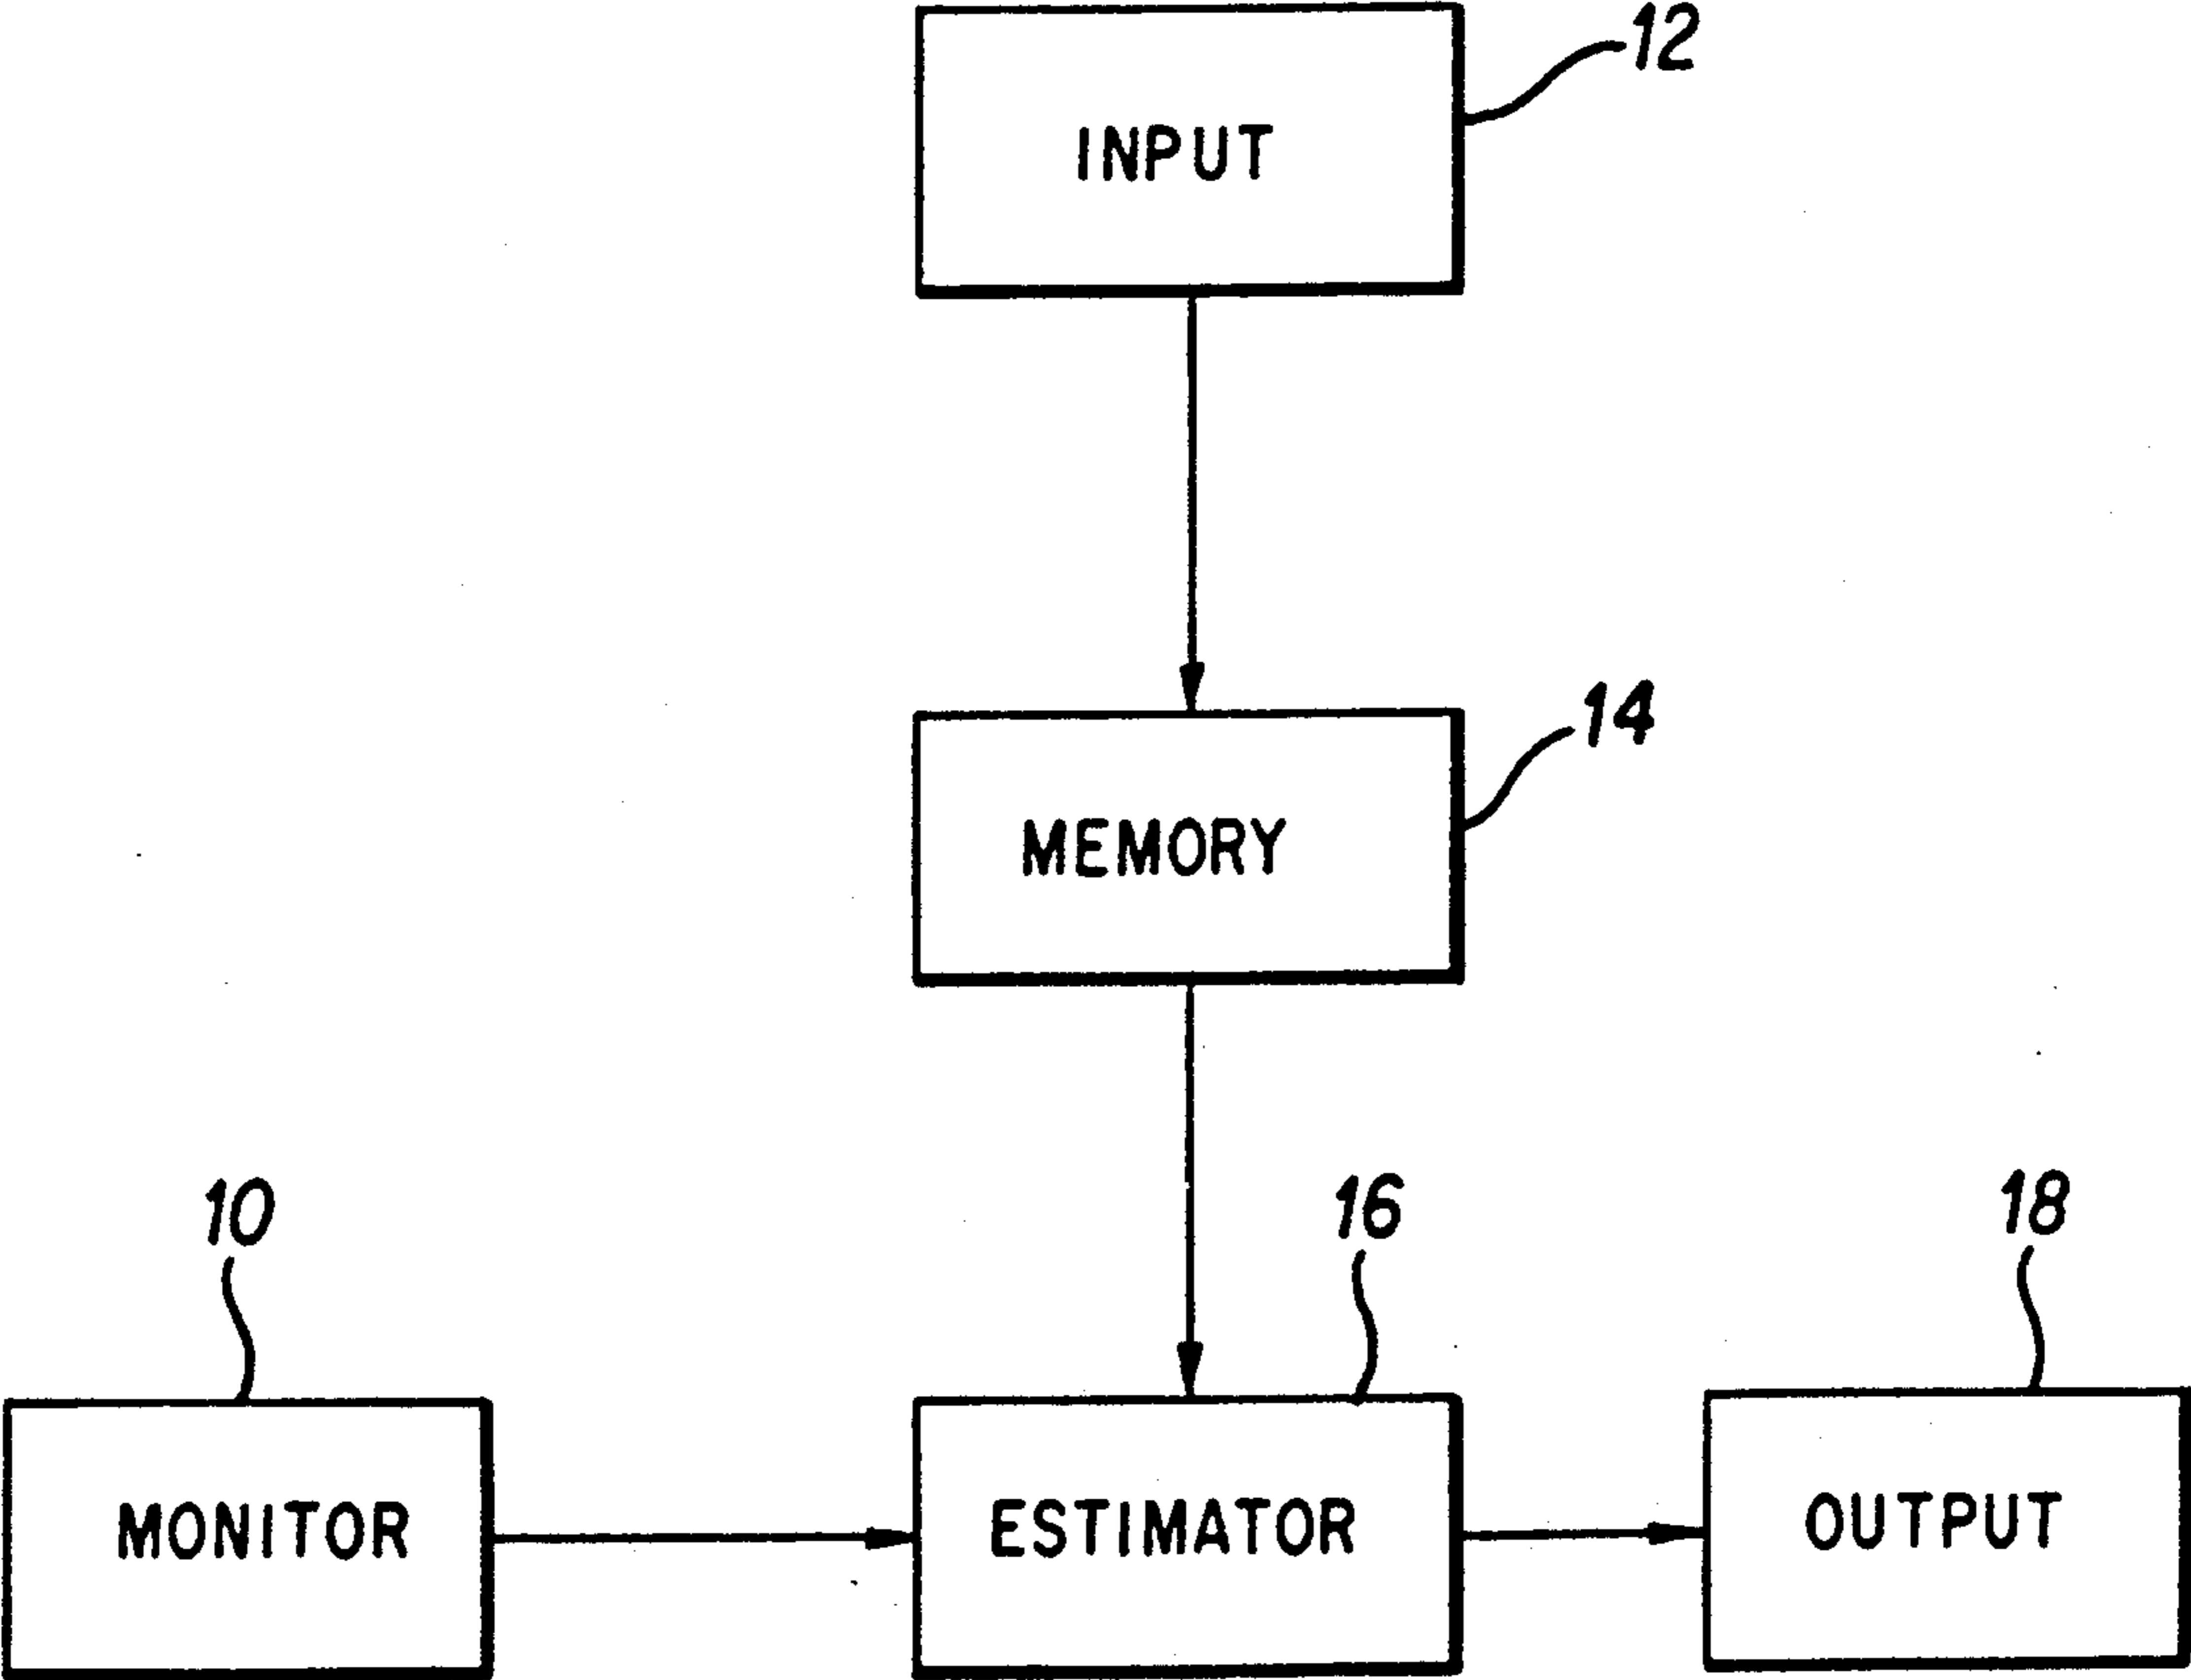 12
INPUT
14
MEMORY
10
16
18
MONITOR
ESTIMATOR
OUTPUT